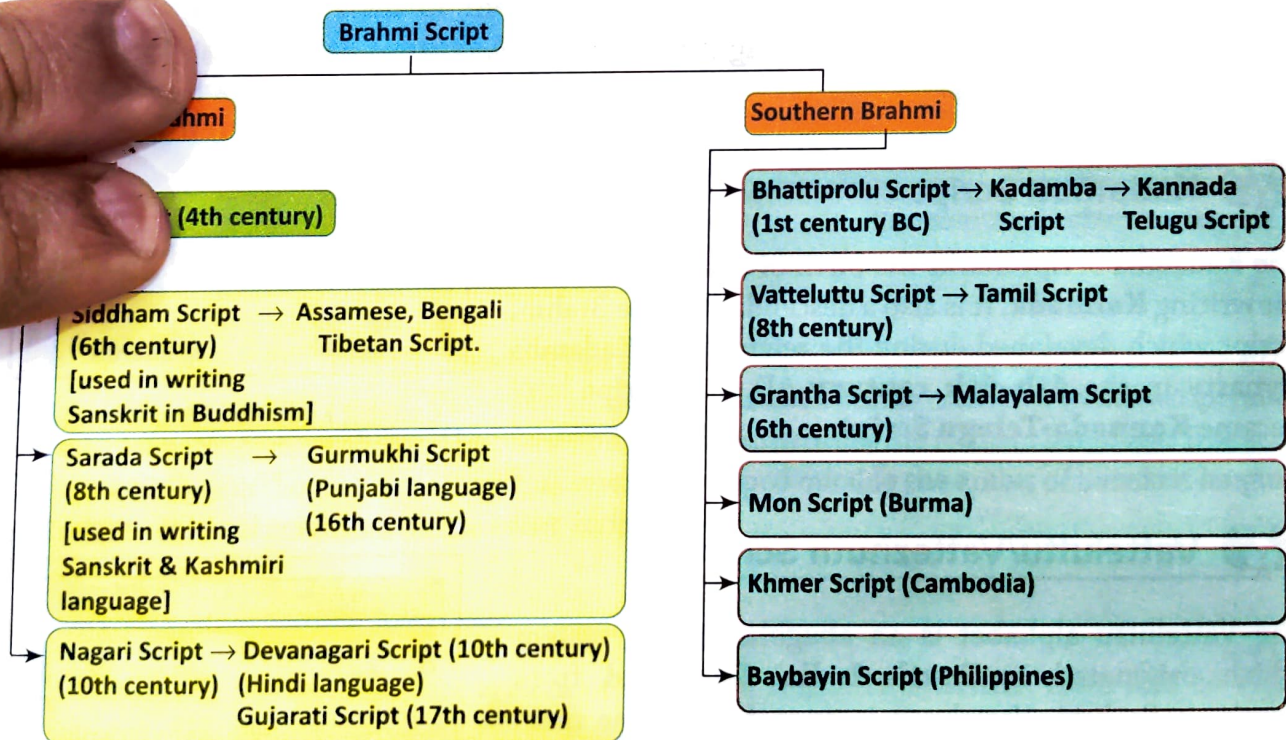 Brahmi Script
(4th century)
Siddham Script → Assamese, Bengali
(6th century) Tibetan Script.
[used in writing
Sanskrit in Buddhism]
Sarada Script → Gurmukhi Script
(8th century) (Punjabi language)
(16th century)
[used in writing
Sanskrit & Kashmiri
language]
Nagari Script → Devanagari Script (10th century)
(10th century) (Hindi language)
Gujarati Script (17th century)
Southern Brahmi
Bhattiprolu Script → Kadamba → Kannada
(1st century BC) Script Telugu Script
Vatteluttu Script → Tamil Script
(8th century)
Grantha Script → Malayalam Script
(6th century)
Mon Script (Burma)
Khmer Script (Cambodia)
Baybayin Script (Philippines)